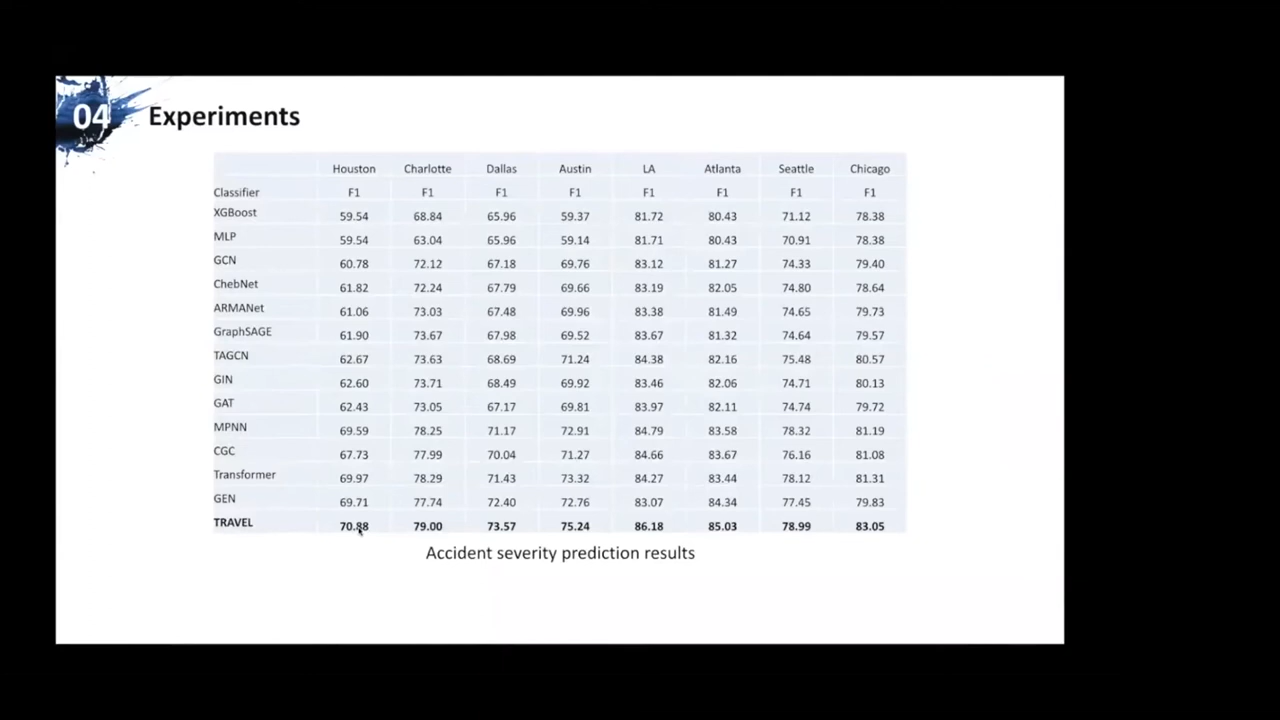 04 Experiments
Houston Charlotte Dallas Austin LA Atlanta Seattle Chicago
Classifier F1 F1 F1 F1 F1 F1 F1 F1
XGBoost 59.54 68.84 65.96 59.37 81.72 80.43 71.12 78.38
MLP 59.54 63.04 65.96 59.14 81.71 80.43 70.91 78.38
GCN 60.78 72.12 67.18 69.76 83.12 81.27 74.33 79.40
ChebNet 61.82 72.24 67.79 69.66 83.19 82.05 74.80 78.64
ARMANet 61.06 73.03 67.48 69.96 83.38 81.49 74.65 79.73
GraphSAGE 61.90 73.67 67.98 69.52 83.67 81.32 74.64 79.57
TAGCN 62.67 73.63 68.69 71.24 84.38 82.16 75.48 80.57
GIN 62.60 73.71 68.49 69.92 83.46 82.06 74.71 80.13
GAT 62.43 73.05 67.17 69.81 83.97 82.11 74.74 79.72
MPNN 69.59 78.25 71.17 72.91 84.79 83.58 78.32 81.19
CGC 67.73 77.99 70.04 71.27 84.66 83.67 76.16 81.08
Transformer 69.97 78.29 71.43 73.32 84.27 83.44 78.12 81.31
GEN 69.71 77.74 72.40 72.76 83.07 84.34 77.45 79.83
TRAVEL 70.88 79.00 73.57 75.24 86.18 85.03 78.99 83.05
Accident severity prediction results